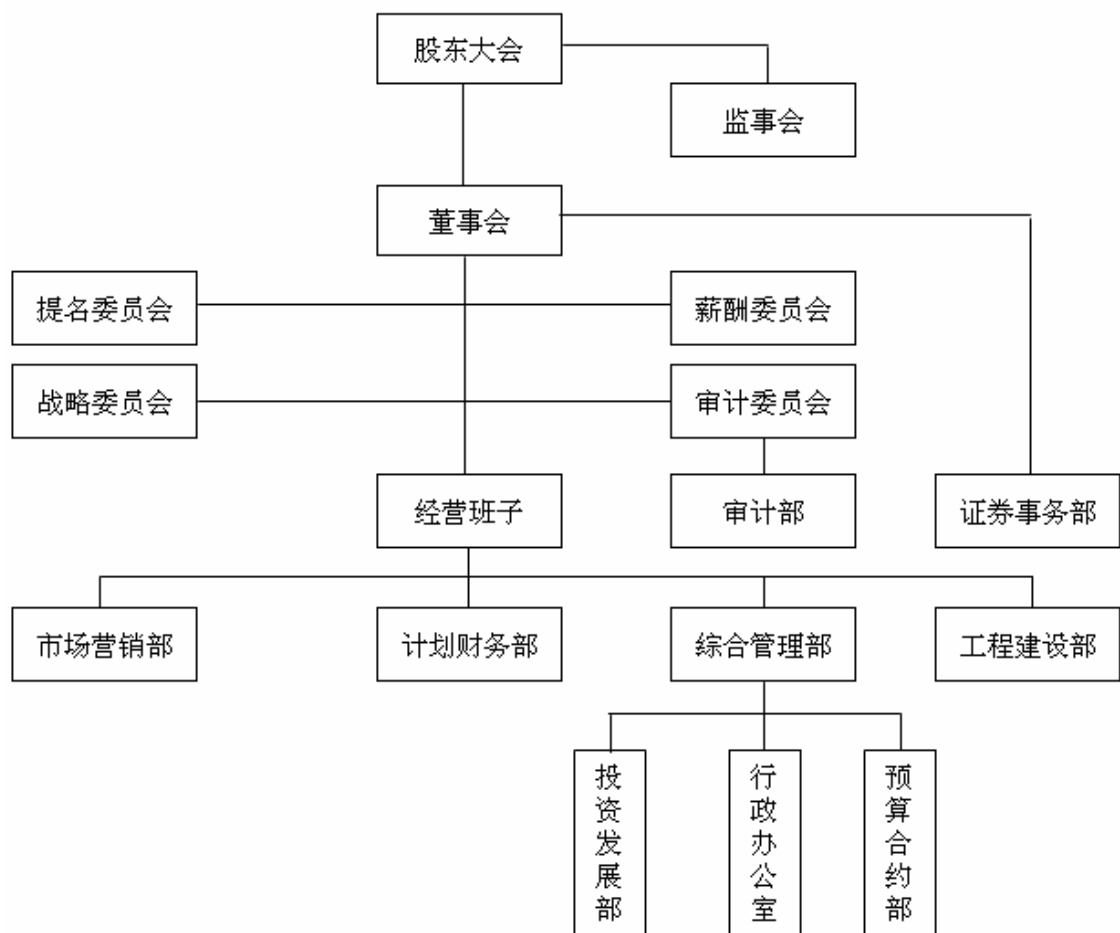 股东大会
监事会
董事会
提名委员会
薪酬委员会
战略委员会
审计委员会
经营班子
审计部
证券事务部
市场营销部
计划财务部
综合管理部
工程建设部
投资发展部
行政办公室
预算合约部